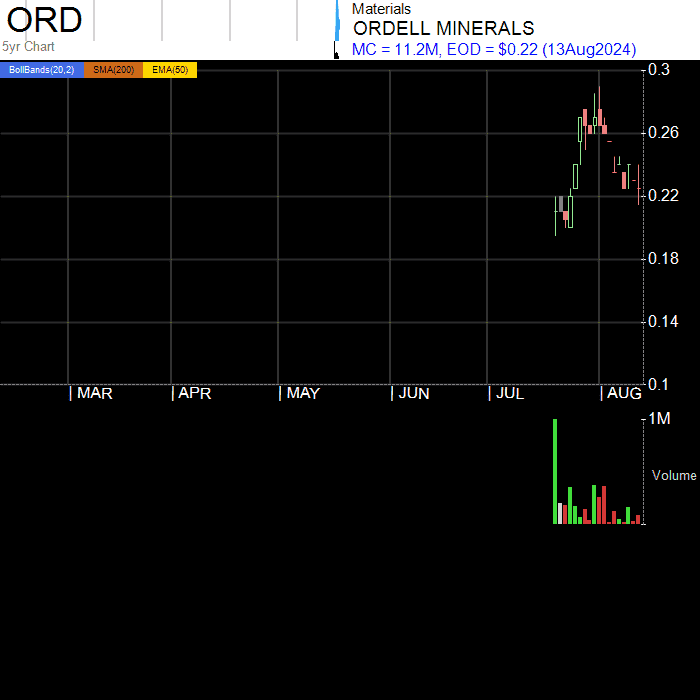 ORD
5yr Chart
Materials
ORDELL MINERALS
MC = 11.2M, EOD = $0.22 (13Aug2024)
BollBands(20,2) SMA(200) EMA(50)
0.3
0.26
0.22
0.18
0.14
0.1
| MAR | APR | MAY | JUN | JUL | AUG
1M
Volume